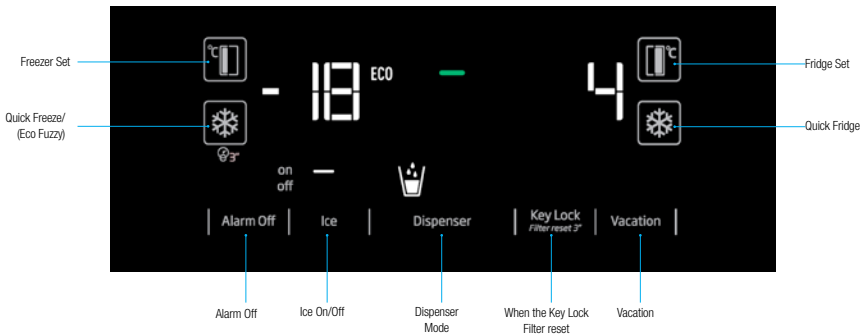 Freezer Set
°C
- 18
ECO
4
°C
Fridge Set
Quick Freeze/
(Eco Fuzzy)
Quick Fridge
3"
on
off
Alarm Off
Ice
Dispenser
Key Lock
Filter reset 3"
Vacation
Alarm Off
Ice On/Off
Dispenser
Mode
When the Key Lock
Filter reset
Vacation